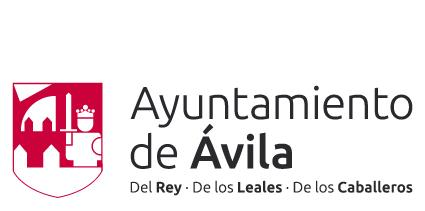 Ayuntamiento
de Ávila
Del Rey · De los Leales · De los Caballeros